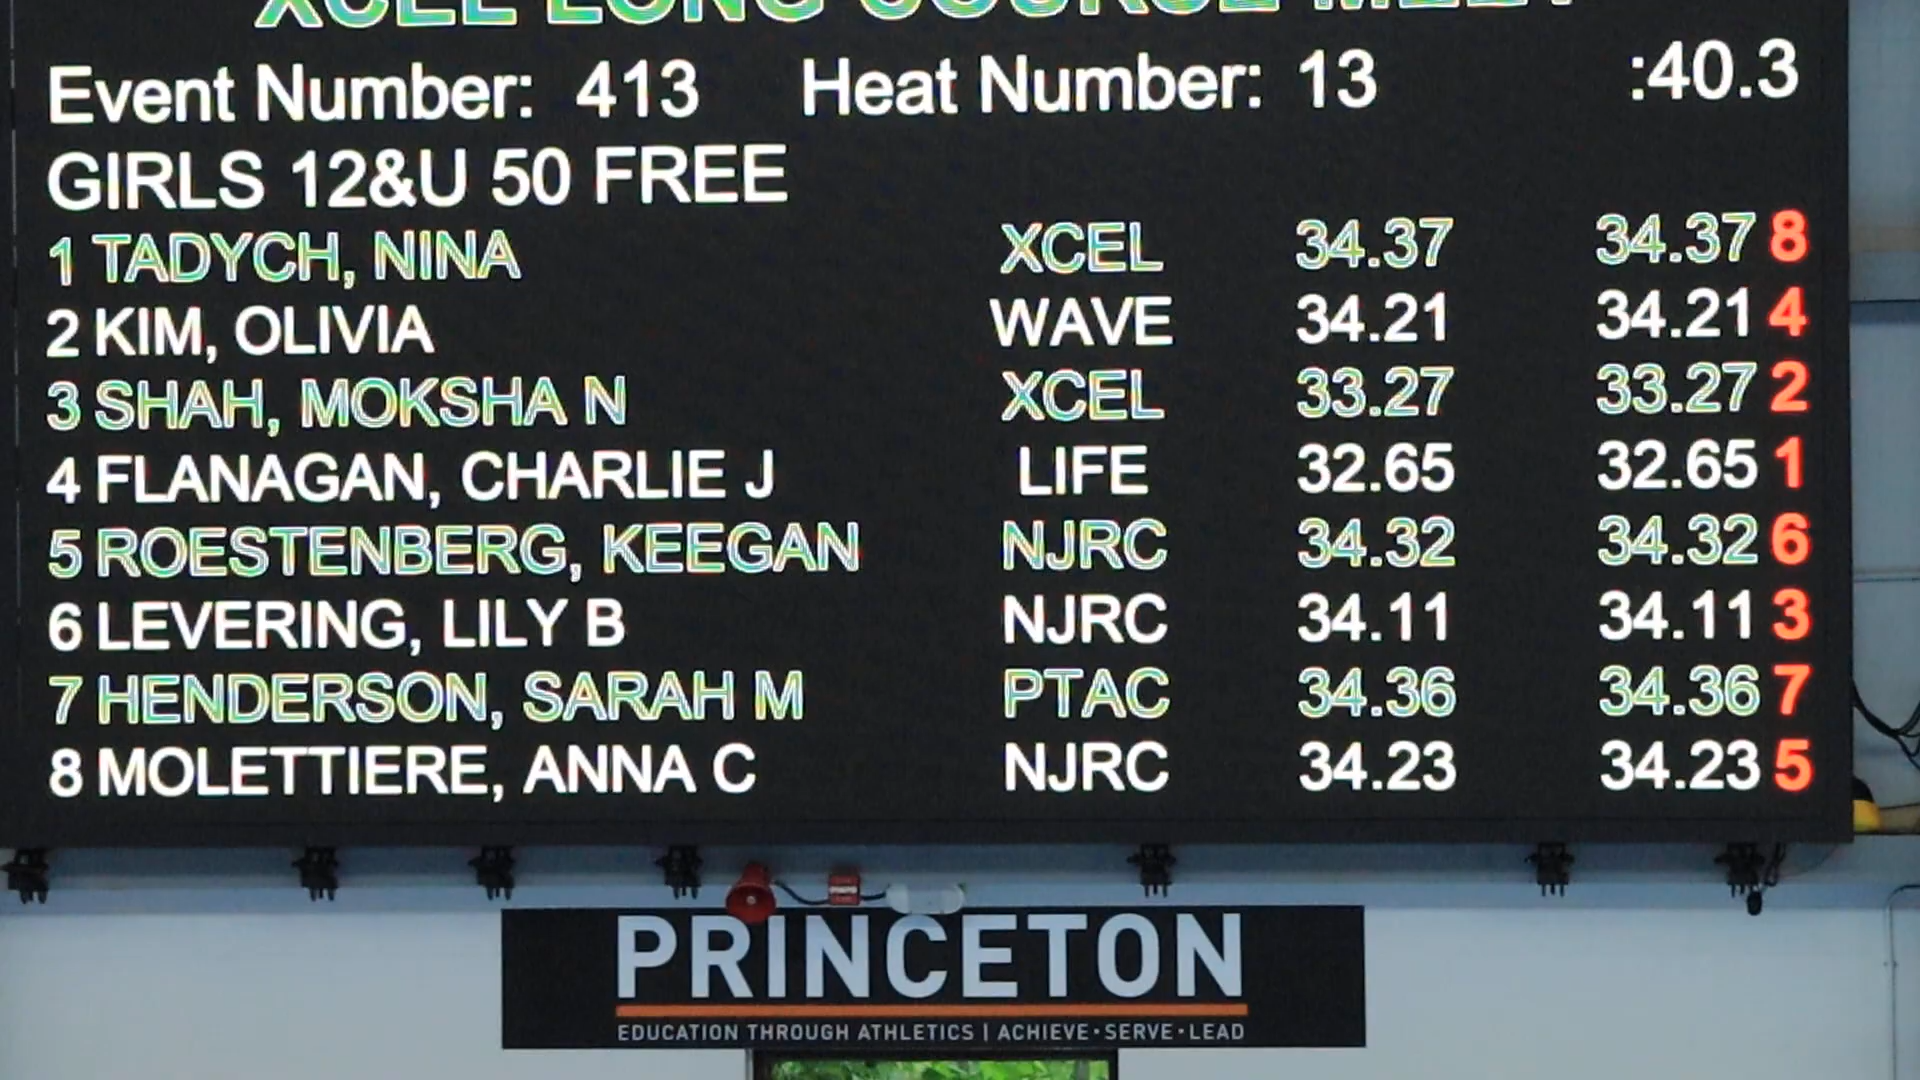 XCEL LONG COURSE MEET
Event Number: 413 Heat Number: 13 :40.3
GIRLS 12&U 50 FREE
1 TADYCH, NINA XCEL 34.37 34.37 8
2 KIM, OLIVIA WAVE 34.21 34.21 4
3 SHAH, MOKSHA N XCEL 33.27 33.27 2
4 FLANAGAN, CHARLIE J LIFE 32.65 32.65 1
5 ROESTENBERG, KEEGAN NJRC 34.32 34.32 6
6 LEVERING, LILY B NJRC 34.11 34.11 3
7 HENDERSON, SARAH M PTAC 34.36 34.36 7
8 MOLETTIERE, ANNA C NJRC 34.23 34.23 5
PRINCETON
EDUCATION THROUGH ATHLETICS | ACHIEVE · SERVE · LEAD